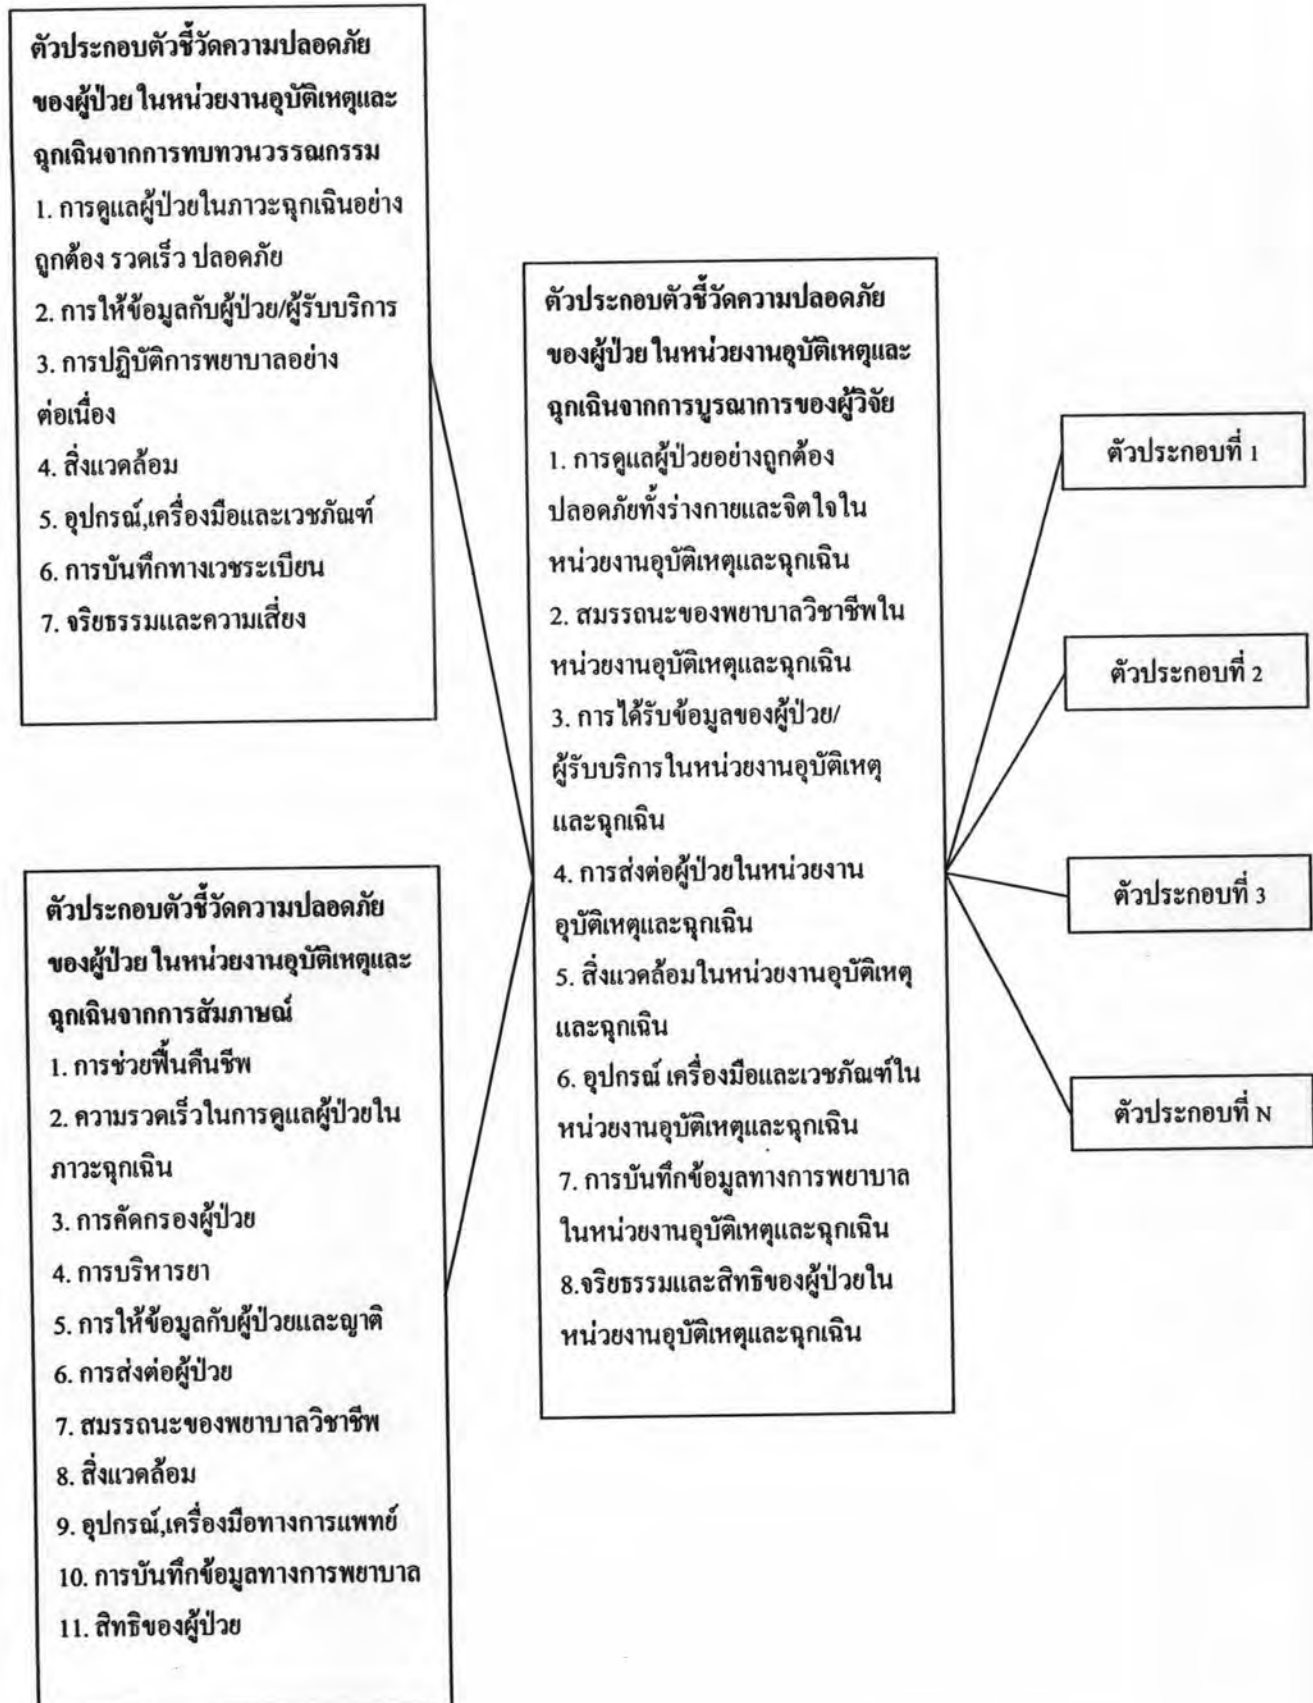 ตัวประกอบตัวชี้วัดความปลอดภัย
ของผู้ป่วย ในหน่วยงานอุบัติเหตุและ
ฉุกเฉินจากการทบทวนวรรณกรรม
1. การดูแลผู้ป่วยในภาวะฉุกเฉินอย่าง
ถูกต้อง รวดเร็ว ปลอดภัย
2. การให้ข้อมูลกับผู้ป่วย/ผู้รับบริการ
3. การปฏิบัติการพยาบาลอย่าง
ต่อเนื่อง
4. สิ่งแวดล้อม
5. อุปกรณ์,เครื่องมือและเวชภัณฑ์
6. การบันทึกทางเวชระเบียน
7. จริยธรรมและความเสี่ยง
ตัวประกอบตัวชี้วัดความปลอดภัย
ของผู้ป่วย ในหน่วยงานอุบัติเหตุและ
ฉุกเฉินจากการสัมภาษณ์
1. การช่วยฟื้นคืนชีพ
2. ความรวดเร็วในการดูแลผู้ป่วยใน
ภาวะฉุกเฉิน
3. การคัดกรองผู้ป่วย
4. การบริหารยา
5. การให้ข้อมูลกับผู้ป่วยและญาติ
6. การส่งต่อผู้ป่วย
7. สมรรถนะของพยาบาลวิชาชีพ
8. สิ่งแวดล้อม
9. อุปกรณ์,เครื่องมือทางการแพทย์
10. การบันทึกข้อมูลทางการพยาบาล
11. สิทธิของผู้ป่วย
ตัวประกอบตัวชี้วัดความปลอดภัย
ของผู้ป่วย ในหน่วยงานอุบัติเหตุและ
ฉุกเฉินจากการบูรณาการของผู้วิจัย
1. การดูแลผู้ป่วยอย่างถูกต้อง
ปลอดภัยทั้งร่างกายและจิตใจใน
หน่วยงานอุบัติเหตุและฉุกเฉิน
2. สมรรถนะของพยาบาลวิชาชีพใน
หน่วยงานอุบัติเหตุและฉุกเฉิน
3. การได้รับข้อมูลของผู้ป่วย/
ผู้รับบริการในหน่วยงานอุบัติเหตุ
และฉุกเฉิน
4. การส่งต่อผู้ป่วยในหน่วยงาน
อุบัติเหตุและฉุกเฉิน
5. สิ่งแวดล้อมในหน่วยงานอุบัติเหตุ
และฉุกเฉิน
6. อุปกรณ์ เครื่องมือและเวชภัณฑ์ใน
หน่วยงานอุบัติเหตุและฉุกเฉิน
7. การบันทึกข้อมูลทางการพยาบาล
ในหน่วยงานอุบัติเหตุและฉุกเฉิน
8.จริยธรรมและสิทธิของผู้ป่วยใน
หน่วยงานอุบัติเหตุและฉุกเฉิน
ตัวประกอบที่ 1
ตัวประกอบที่ 2
ตัวประกอบที่ 3
ตัวประกอบที่ N